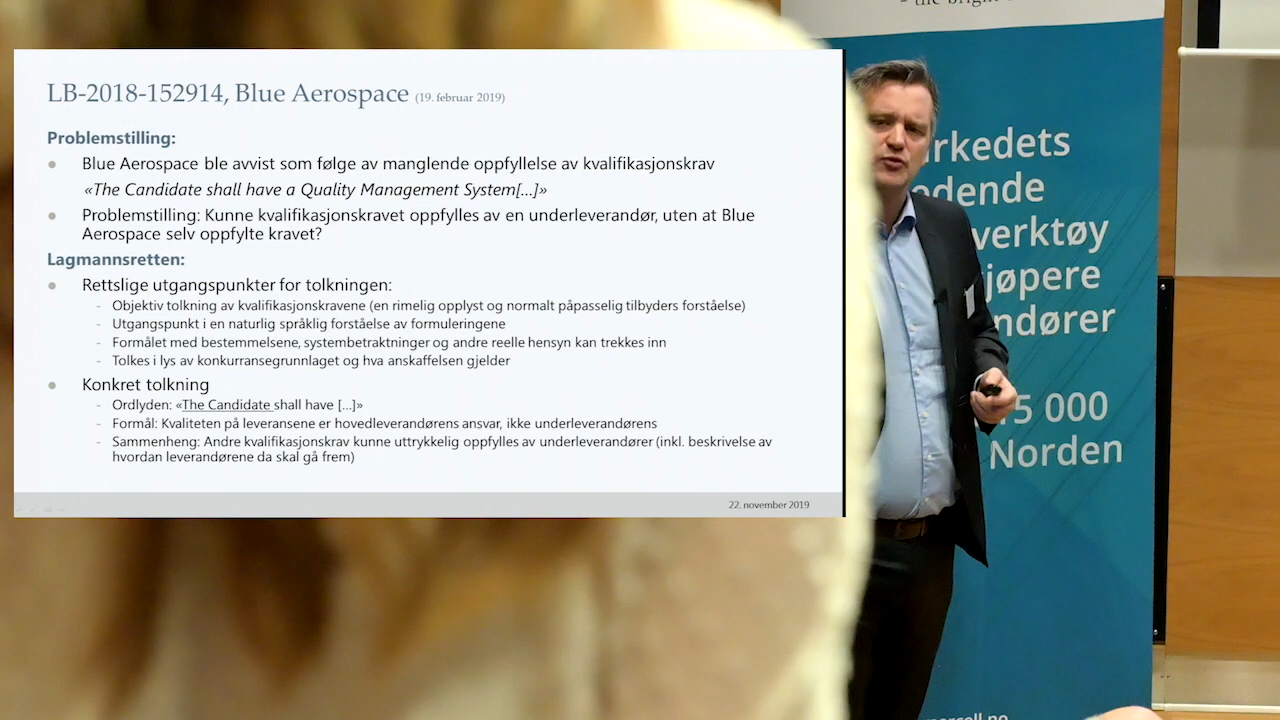 LB-2018-152914, Blue Aerospace (19. februar 2019)
Problemstilling:
Blue Aerospace ble avvist som følge av manglende oppfyllelse av kvalifikasjonskrav
«The Candidate shall have a Quality Management System[...]»
Problemstilling: Kunne kvalifikasjonskravet oppfylles av en underleverandør, uten at Blue
Aerospace selv oppfylte kravet?
Lagmannsretten:
Rettslige utgangspunkter for tolkningen:
- Objektiv tolkning av kvalifikasjonskravene (en rimelig opplyst og normalt påpasselig tilbyders forståelse)
- Utgangspunkt i en naturlig språklig forståelse av formuleringene
- Formålet med bestemmelsene, systembetraktninger og andre reelle hensyn kan trekkes inn
- Tolkes i lys av konkurransegrunnlaget og hva anskaffelsen gjelder
Konkret tolkning
- Ordlyden: «The Candidate shall have [...]»
- Formål: Kvaliteten på leveransene er hovedleverandørens ansvar, ikke underleverandørens
- Sammenheng: Andre kvalifikasjonskrav kunne uttrykkelig oppfylles av underleverandører (inkl. beskrivelse av
hvordan leverandørene da skal gå frem)
22. november 2019
- the bright
rkedets
dende
verktøy
jøpere
ndører
5 000
Norden